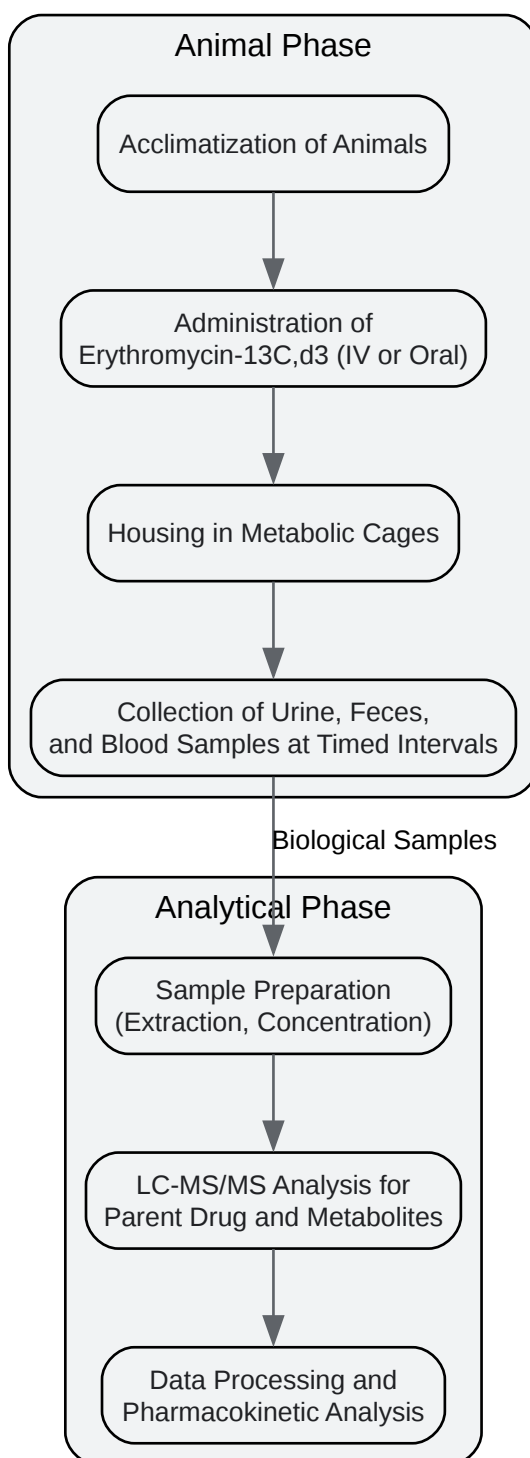 Animal Phase
Acclimatization of Animals
Administration of
Erythromycin-13C,d3 (IV or Oral)
Housing in Metabolic Cages
Collection of Urine, Feces,
and Blood Samples at Timed Intervals
Biological Samples
Analytical Phase
Sample Preparation
(Extraction, Concentration)
LC-MS/MS Analysis for
Parent Drug and Metabolites
Data Processing and
Pharmacokinetic Analysis